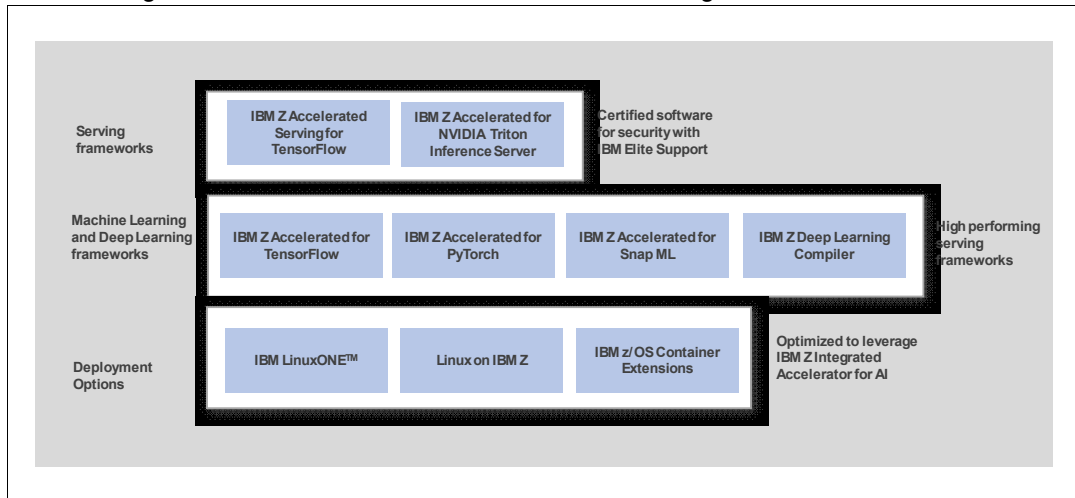 Serving
frameworks
IBM Z Accelerated
Serving for
TensorFlow
IBM Z Accelerated for
NVIDIA Triton
Inference Server
Certified software
for security with
IBM Elite Support
Machine Learning
and Deep Learning
frameworks
IBM Z Accelerated for
TensorFlow
IBM Z Accelerated for
PyTorch
IBM Z Accelerated for
Snap ML
IBM Z Deep Learning
Compiler
High performing
serving
frameworks
Deployment
Options
IBM LinuxONE™
Linux on IBM Z
IBM z/OS Container
Extensions
Optimized to leverage
IBM Z Integrated
Accelerator for AI